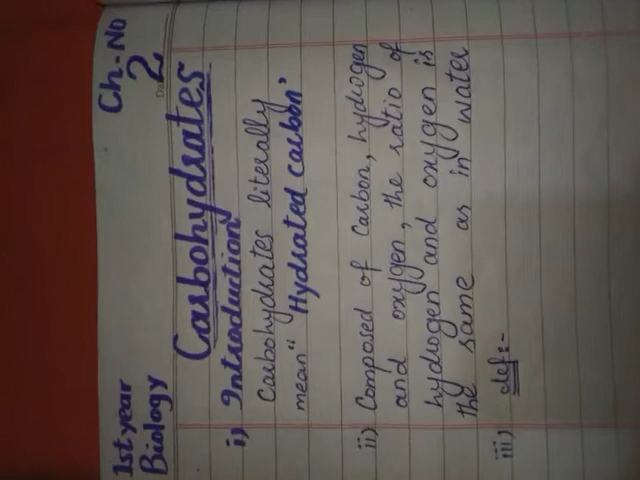 1st year Ch-No
Biology 2
Carbohydrates
i) Introduction
Carbohydrates literally
mean "Hydrated carbon'
ii) Composed of Carbon, hydrogen
and oxygen, the ratio of
hydrogen and oxygen is
the same as in water
iii) def:-